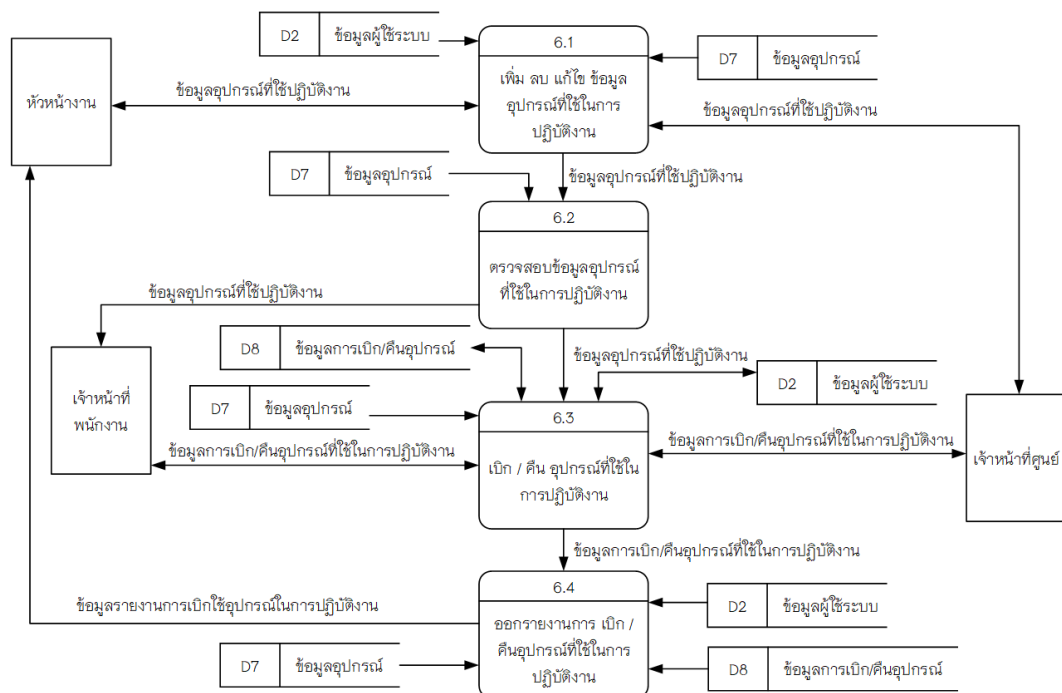 D2 ข้อมูลผู้ใช้ระบบ
6.1
เพิ่ม ลบ แก้ไข ข้อมูล
อุปกรณ์ที่ใช้ในการ
ปฏิบัติงาน
D7 ข้อมูลอุปกรณ์
หัวหน้างาน
ข้อมูลอุปกรณ์ที่ใช้ปฏิบัติงาน
ข้อมูลอุปกรณ์ที่ใช้ปฏิบัติงาน
D7 ข้อมูลอุปกรณ์
ข้อมูลอุปกรณ์ที่ใช้ปฏิบัติงาน
6.2
ตรวจสอบข้อมูลอุปกรณ์
ที่ใช้ในการปฏิบัติงาน
ข้อมูลอุปกรณ์ที่ใช้ปฏิบัติงาน
D8 ข้อมูลการเบิก/คืนอุปกรณ์
ข้อมูลอุปกรณ์ที่ใช้ปฏิบัติงาน
D2 ข้อมูลผู้ใช้ระบบ
เจ้าหน้าที่
พนักงาน
D7 ข้อมูลอุปกรณ์
6.3
เบิก / คืน อุปกรณ์ที่ใช้ใน
การปฏิบัติงาน
ข้อมูลการเบิก/คืนอุปกรณ์ที่ใช้ในการปฏิบัติงาน
ข้อมูลการเบิก/คืนอุปกรณ์ที่ใช้ในการปฏิบัติงาน
เจ้าหน้าที่ศูนย์
ข้อมูลการเบิก/คืนอุปกรณ์ที่ใช้ในการปฏิบัติงาน
6.4
ออกรายงานการ เบิก /
คืนอุปกรณ์ที่ใช้ในการ
ปฏิบัติงาน
ข้อมูลรายงานการเบิกใช้อุปกรณ์ในการปฏิบัติงาน
D2 ข้อมูลผู้ใช้ระบบ
D7 ข้อมูลอุปกรณ์
D8 ข้อมูลการเบิก/คืนอุปกรณ์